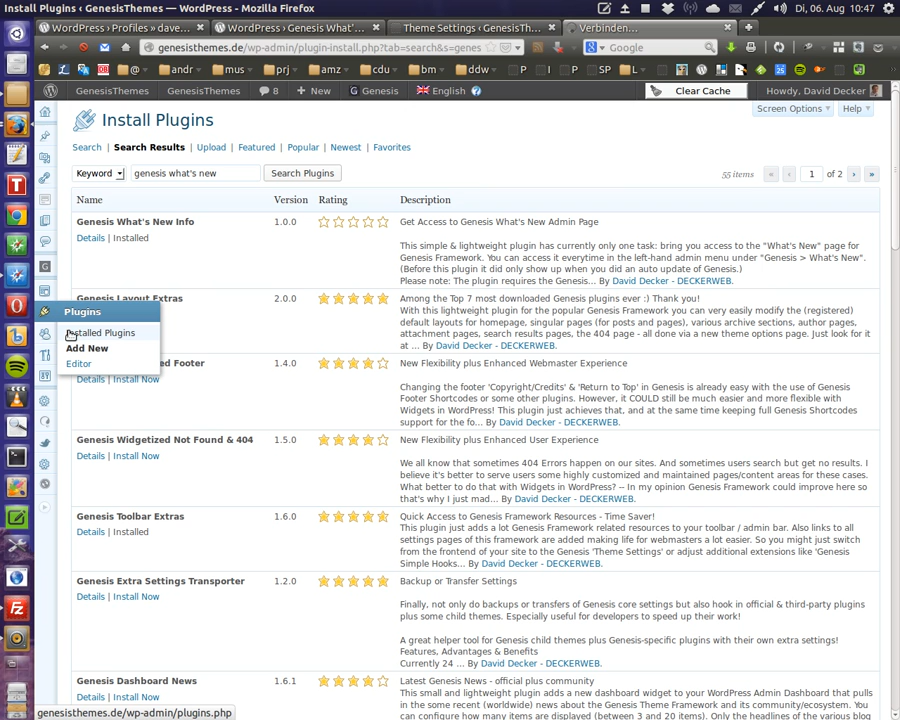 Install Plugins ‹ GenesisThemes — WordPress - Mozilla Firefox
Di, 06. Aug 10:47
WordPress › Profiles » dave...
WordPress › Genesis What'...
Theme Settings ‹ GenesisTh...
Verbinden...
genesisthemes.de/wp-admin/plugin-install.php?tab=search&s=genes
Google
@ andr mus prj amz cdu bm ddw P I P SP L
GenesisThemes GenesisThemes 8 + New Genesis English Clear Cache Howdy, David Decker
Install Plugins
Screen Options Help
Search | Search Results | Upload | Featured | Popular | Newest | Favorites
Keyword genesis what's new Search Plugins
55 items « ‹ 1 of 2 › »
Name Version Rating Description
Genesis What's New Info 1.0.0 Get Access to Genesis What's New Admin Page
Details | Installed
This simple & lightweight plugin has currently only one task: bring you access to the "What's New" page for
Genesis Framework. You can access it everytime in the left-hand admin menu under "Genesis > What's New".
(Before this plugin it did only show up when you did an auto update of Genesis.)
Please note: The plugin requires the Genesis... By David Decker - DECKERWEB.
Genesis Layout Extras 2.0.0 Among the Top 7 most downloaded Genesis plugins ever :) Thank you!
With this lightweight plugin for the popular Genesis Framework you can very easily modify the (registered)
default layouts for homepage, singular pages (for posts and pages), various archive sections, author pages,
attachment pages, search results pages, the 404 page - all done via a new theme options page. Just look for it
at ... By David Decker - DECKERWEB.
Plugins
Installed Plugins
Add New
Editor
ed Footer 1.4.0 New Flexibility plus Enhanced Webmaster Experience
Details | Install Now
Changing the footer 'Copyright/Credits' & 'Return to Top' in Genesis is already easy with the use of Genesis
Footer Shortcodes or some other plugins. However, it COULD still be much easier and more flexible with
Widgets in WordPress! This plugin just achieves that, and at the same time keeping full Genesis Shortcodes
support for the fo... By David Decker - DECKERWEB.
Genesis Widgetized Not Found & 404 1.5.0 New Flexibility plus Enhanced User Experience
Details | Install Now
We all know that sometimes 404 Errors happen on our sites. And sometimes users search but get no results. I
believe it's better to serve users some highly customized and maintained pages/content areas for these cases.
What better to do that with Widgets in WordPress? -- In my opinion Genesis Framework could improve here so
that's why I just mad... By David Decker - DECKERWEB.
Genesis Toolbar Extras 1.6.0 Quick Access to Genesis Framework Resources - Time Saver!
Details | Installed
This plugin just adds a lot Genesis Framework related resources to your toolbar / admin bar. Also links to all
settings pages of this framework are added making life for webmasters a lot easier. So you might just switch
from the frontend of your site to the Genesis 'Theme Settings' or adjust additional extensions like 'Genesis
Simple Hooks... By David Decker - DECKERWEB.
Genesis Extra Settings Transporter 1.2.0 Backup or Transfer Settings
Details | Install Now
Finally, not only do backups or transfers of Genesis core settings but also hook in official & third-party plugins
plus some child themes. Especially useful for developers to speed up their work!
A great helper tool for Genesis child themes plus Genesis-specific plugins with their own extra settings!
Features, Advantages & Benefits
Currently 24 ... By David Decker - DECKERWEB.
Genesis Dashboard News 1.6.1 Latest Genesis News - official plus community
Details | Install Now
This small and lightweight plugin adds a new dashboard widget to your WordPress Admin Dashboard that pulls
in the some recent (worldwide) news about the Genesis Theme Framework and its community/ecosystem. You
can configure how many items are displayed (between 3 and 20 items). Only the headlines of the various blog
genesisthemes.de/wp-admin/plugins.php